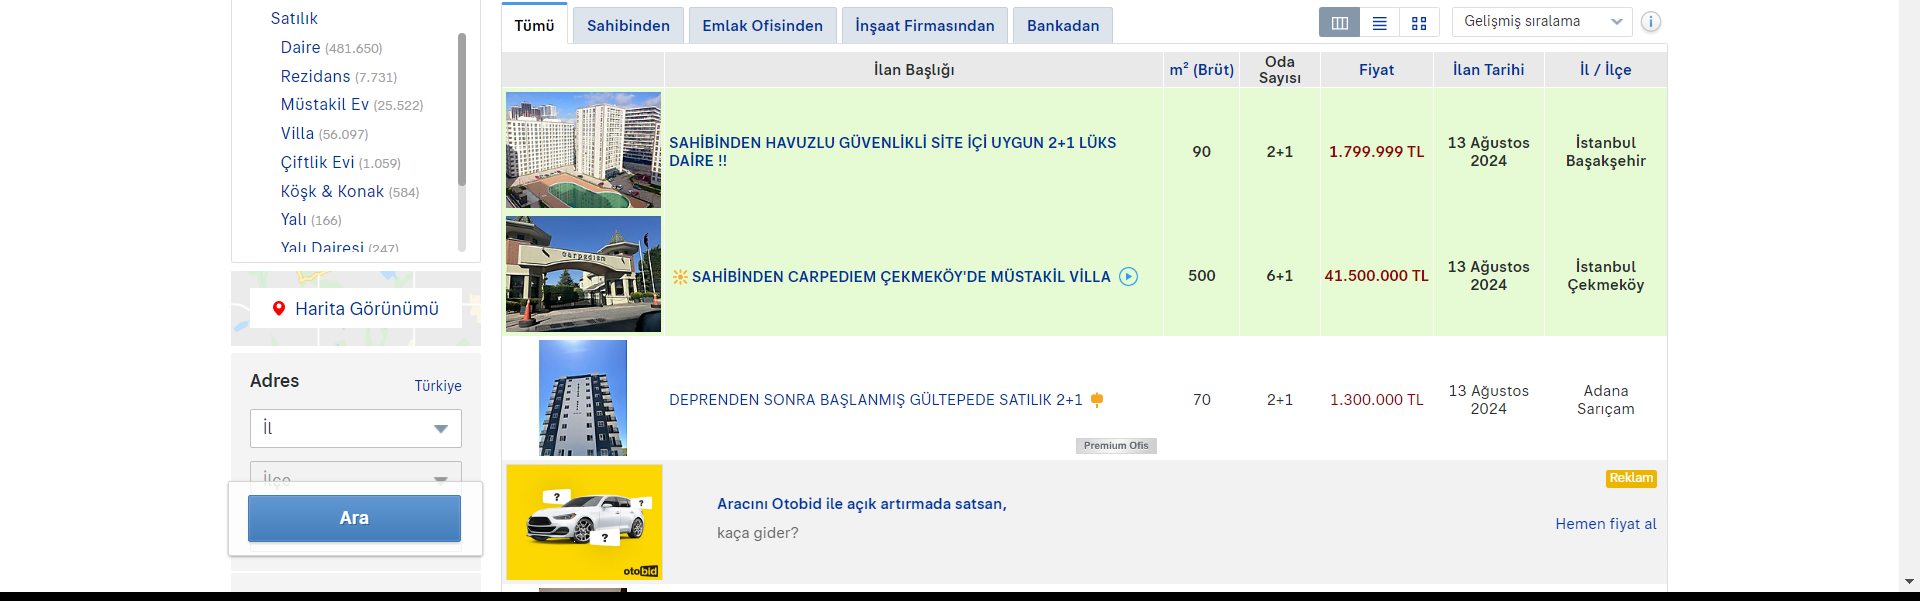 Satılık
Daire (481.650)
Rezidans (7.731)
Müstakil Ev (25.522)
Villa (56.097)
Çiftlik Evi (1.059)
Köşk & Konak (584)
Yalı (166)
Yalı Dairesi (247)
Harita Görünümü
Adres
Türkiye
İl
İlçe
Ara
Tümü
Sahibinden
Emlak Ofisinden
İnşaat Firmasından
Bankadan
Gelişmiş sıralama
i
İlan Başlığı
m² (Brüt)
Oda
Sayısı
Fiyat
İlan Tarihi
İl / İlçe
SAHİBİNDEN HAVUZLU GÜVENLİKLİ SİTE İÇİ UYGUN 2+1 LÜKS
DAİRE !!
90
2+1
1.799.999 TL
13 Ağustos
2024
İstanbul
Başakşehir
carpediem
SAHİBİNDEN CARPEDIEM ÇEKMEKÖY'DE MÜSTAKİL VİLLA
500
6+1
41.500.000 TL
13 Ağustos
2024
İstanbul
Çekmeköy
DEPRENDEN SONRA BAŞLANMIŞ GÜLTEPEDE SATILIK 2+1
Premium Ofis
70
2+1
1.300.000 TL
13 Ağustos
2024
Adana
Sarıçam
? ? ?
otobid
Aracını Otobid ile açık artırmada satsan,
kaça gider?
Reklam
Hemen fiyat al